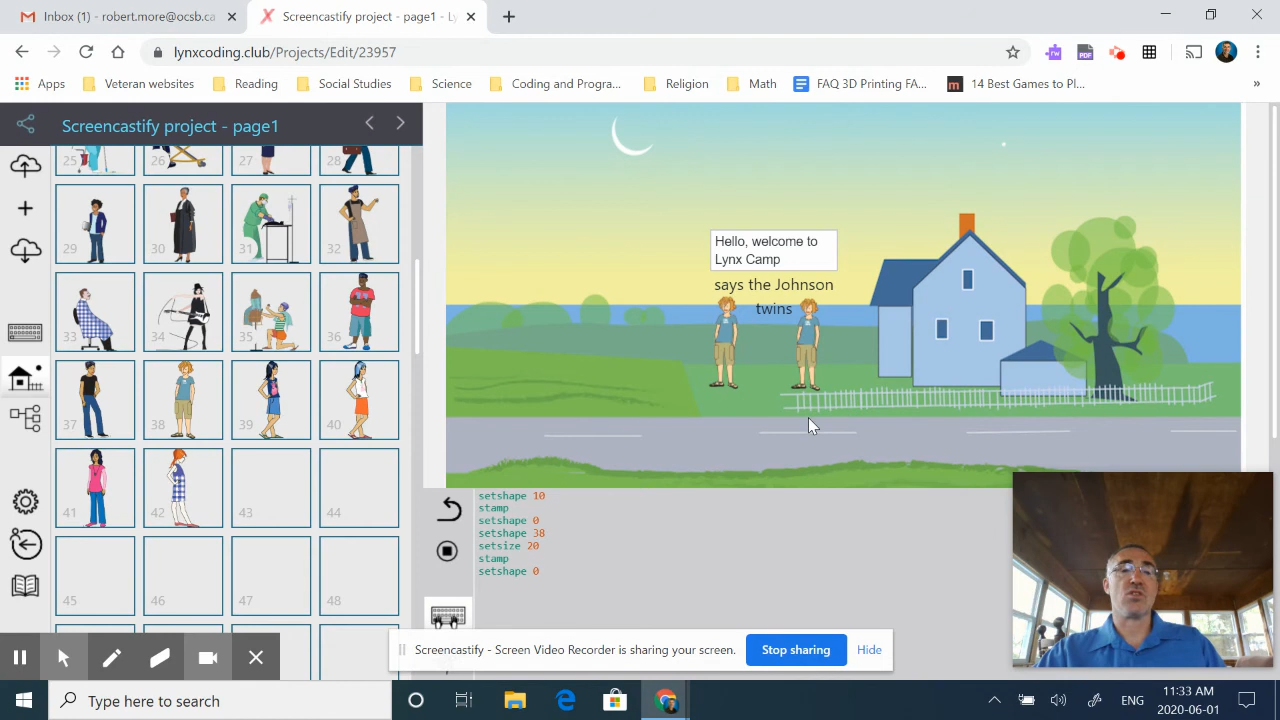 Inbox (1) - robert.more@ocsb.ca
Screencastify project - page1 - Ly
lynxcoding.club/Projects/Edit/23957
Apps
Veteran websites
Reading
Social Studies
Science
Coding and Progra...
Religion
Math
FAQ 3D Printing FA...
14 Best Games to Pl...
»
Screencastify project - page1
25
26
27
28
29
30
31
32
33
34
35
36
37
38
39
40
41
42
43
44
45
46
47
48
Hello, welcome to
Lynx Camp
says the Johnson
twins
setshape 10
stamp
setshape 0
setshape 38
setsize 20
stamp
setshape 0
Screencastify - Screen Video Recorder is sharing your screen.
Stop sharing
Hide
Type here to search
ENG
11:33 AM
2020-06-01